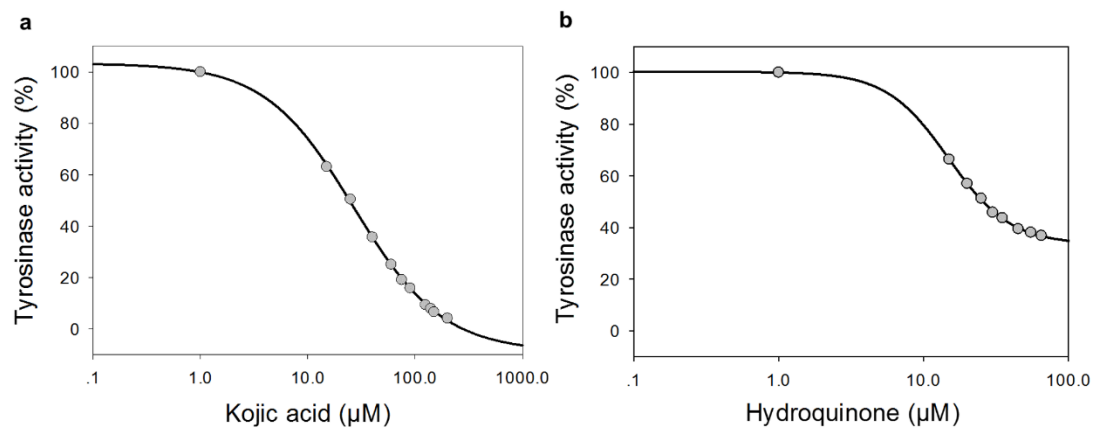 a
Tyrosinase activity (%)
100
80
60
40
20
0
.1 1.0 10.0 100.0 1000.0
Kojic acid (µM)
b
Tyrosinase activity (%)
100
80
60
40
20
0
.1 1.0 10.0 100.0
Hydroquinone (µM)